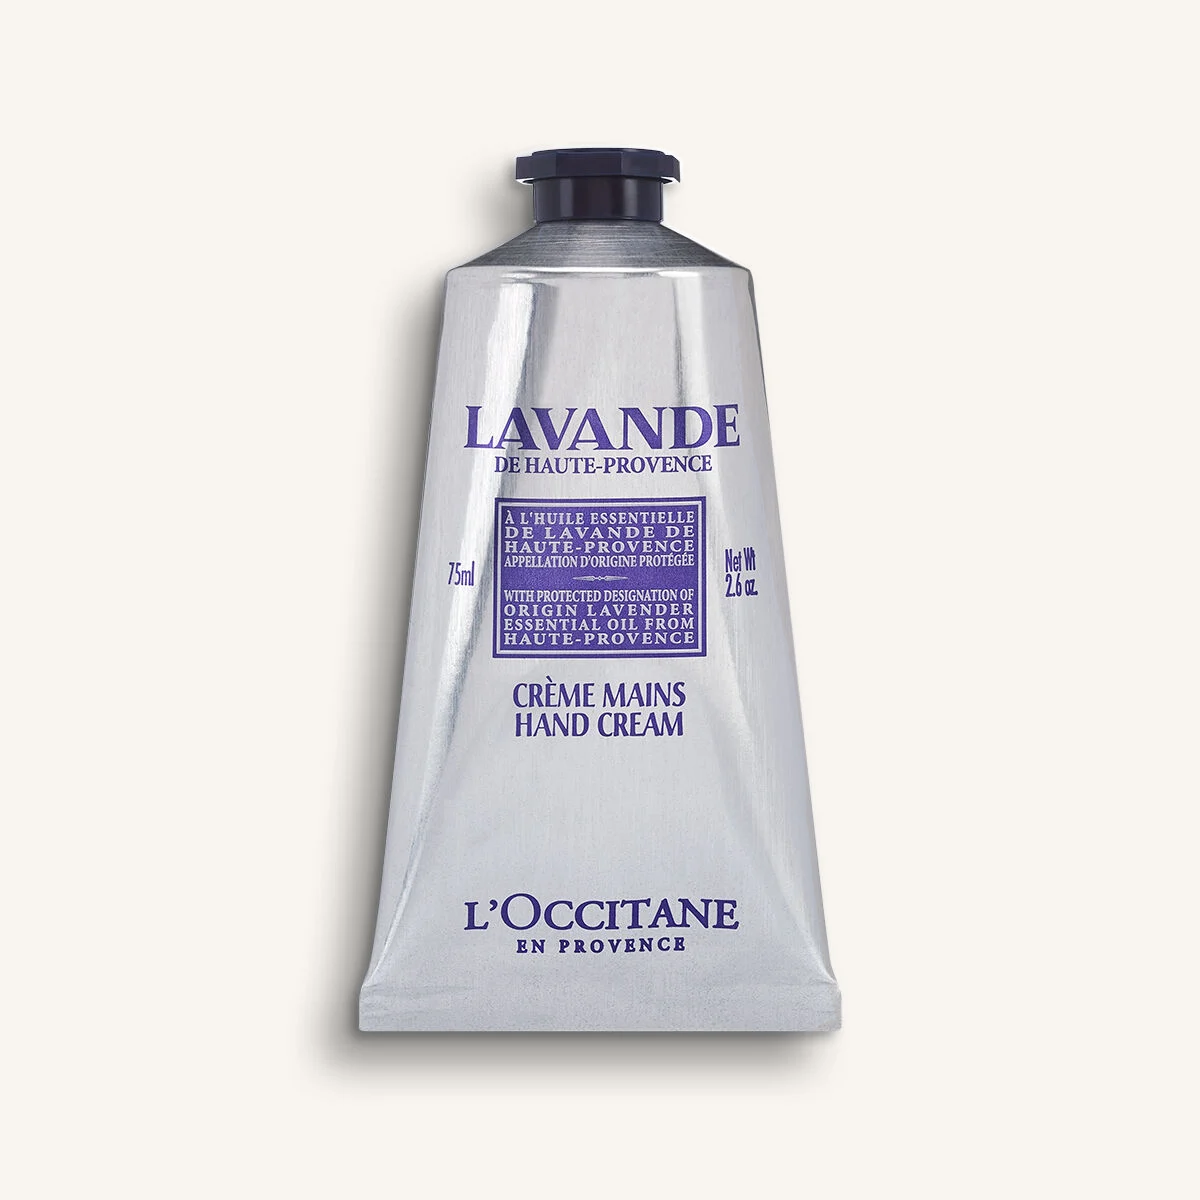 LAVANDE
DE HAUTE-PROVENCE
À L'HUILE ESSENTIELLE
DE LAVANDE DE
HAUTE-PROVENCE
APPELLATION D'ORIGINE PROTÉGÉE
WITH PROTECTED DESIGNATION OF
ORIGIN LAVENDER
ESSENTIAL OIL FROM
HAUTE-PROVENCE
75ml
Net Wt
2.6 oz.
CRÈME MAINS
HAND CREAM
L'OCCITANE
EN PROVENCE